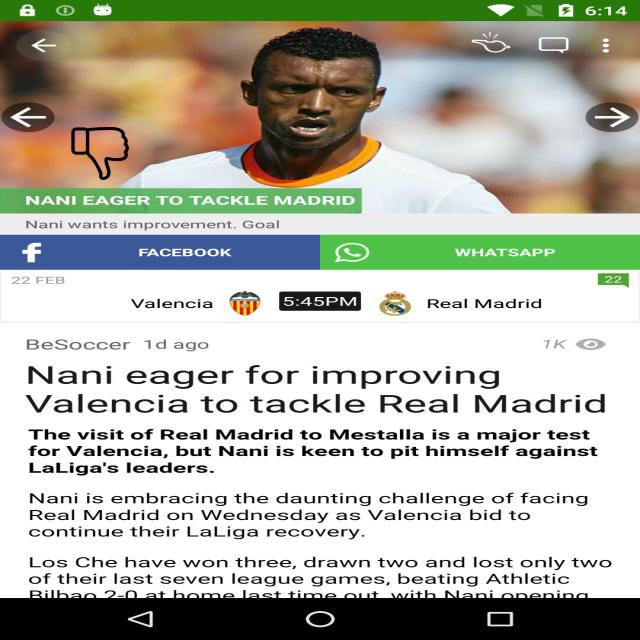 6:14
NANI EAGER TO TACKLE MADRID
Nani wants improvement. Goal
f FACEBOOK
WHATSAPP
22 FEB
22
Valencia 5:45PM Real Madrid
BeSoccer 1d ago
1K
Nani eager for improving
Valencia to tackle Real Madrid
The visit of Real Madrid to Mestalla is a major test
for Valencia, but Nani is keen to pit himself against
LaLiga's leaders.
Nani is embracing the daunting challenge of facing
Real Madrid on Wednesday as Valencia bid to
continue their LaLiga recovery.
Los Che have won three, drawn two and lost only two
of their last seven league games, beating Athletic
Bilbao 2-0 at home last time out, with Nani opening